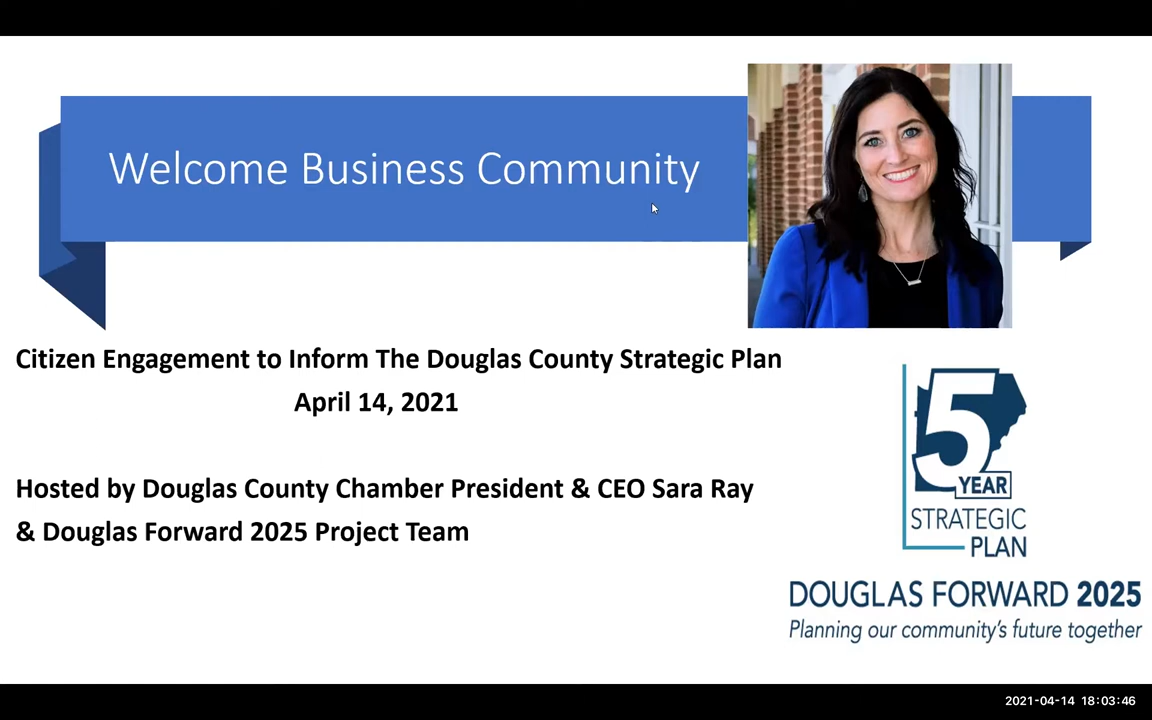 Welcome Business Community
Citizen Engagement to Inform The Douglas County Strategic Plan
April 14, 2021
Hosted by Douglas County Chamber President & CEO Sara Ray
& Douglas Forward 2025 Project Team
5
YEAR
STRATEGIC
PLAN
DOUGLAS FORWARD 2025
Planning our community's future together
2021-04-14 18:03:46